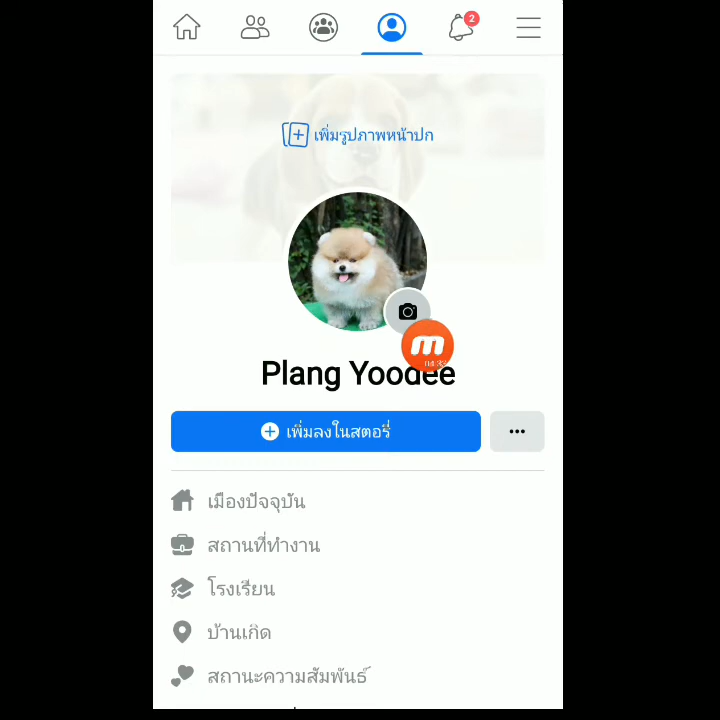 2
เพิ่มรูปภาพหน้าปก
m
04:33
Plang Yoodee
เพิ่มลงในสตอรี่
เมืองปัจจุบัน
สถานที่ทำงาน
โรงเรียน
บ้านเกิด
สถานะความสัมพันธ์